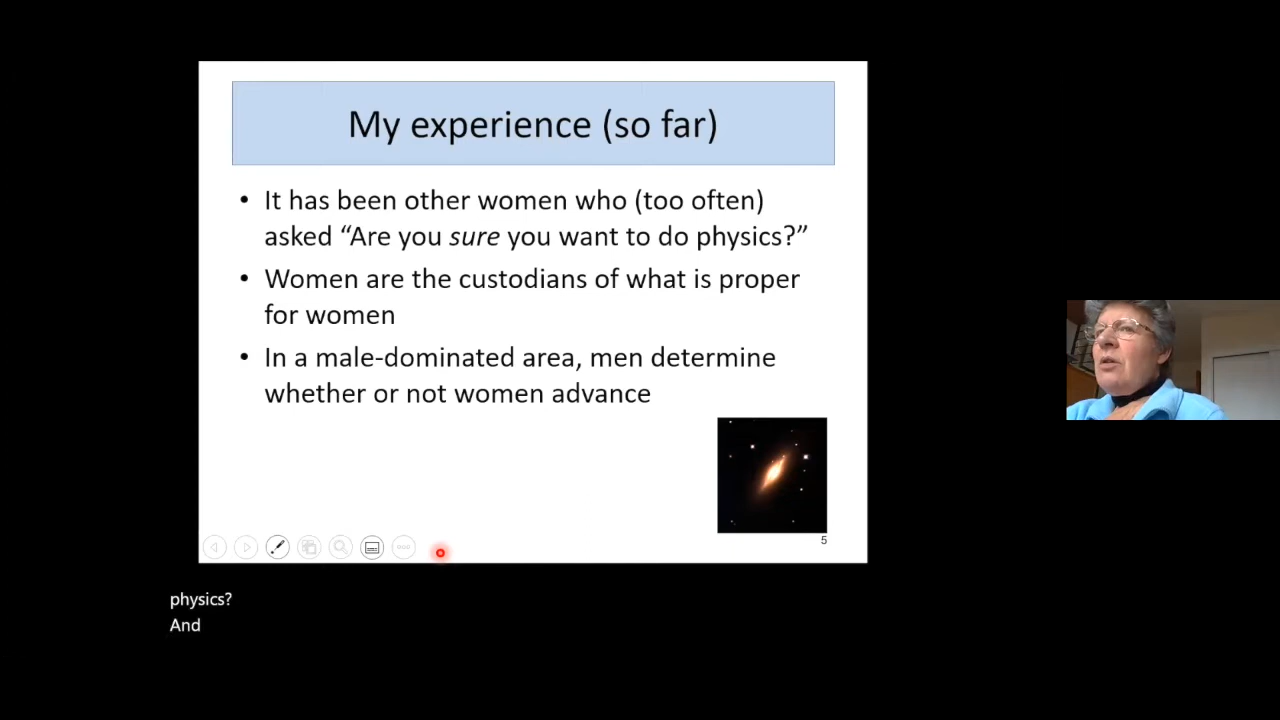 My experience (so far)
• It has been other women who (too often)
asked “Are you sure you want to do physics?”
• Women are the custodians of what is proper
for women
• In a male-dominated area, men determine
whether or not women advance
5
physics?
And